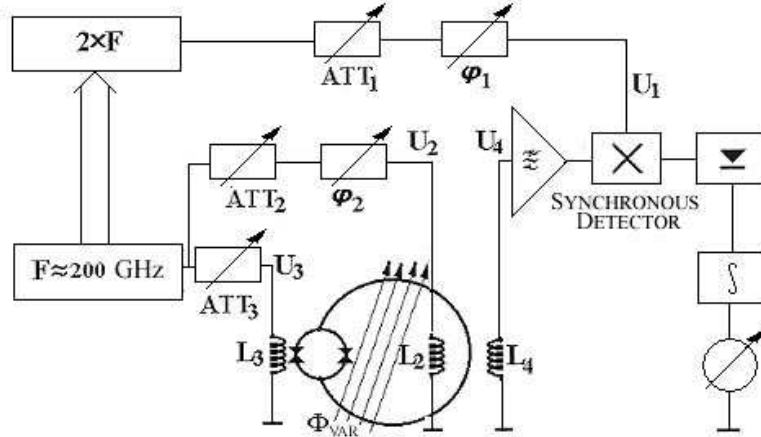 2×F
ATT1
φ1
U1
U2
U4
ATT2
φ2
SYNCHRONOUS
DETECTOR
F≈200 GHz
U3
ATT3
∫
L3
L2
L4
ΦVAR